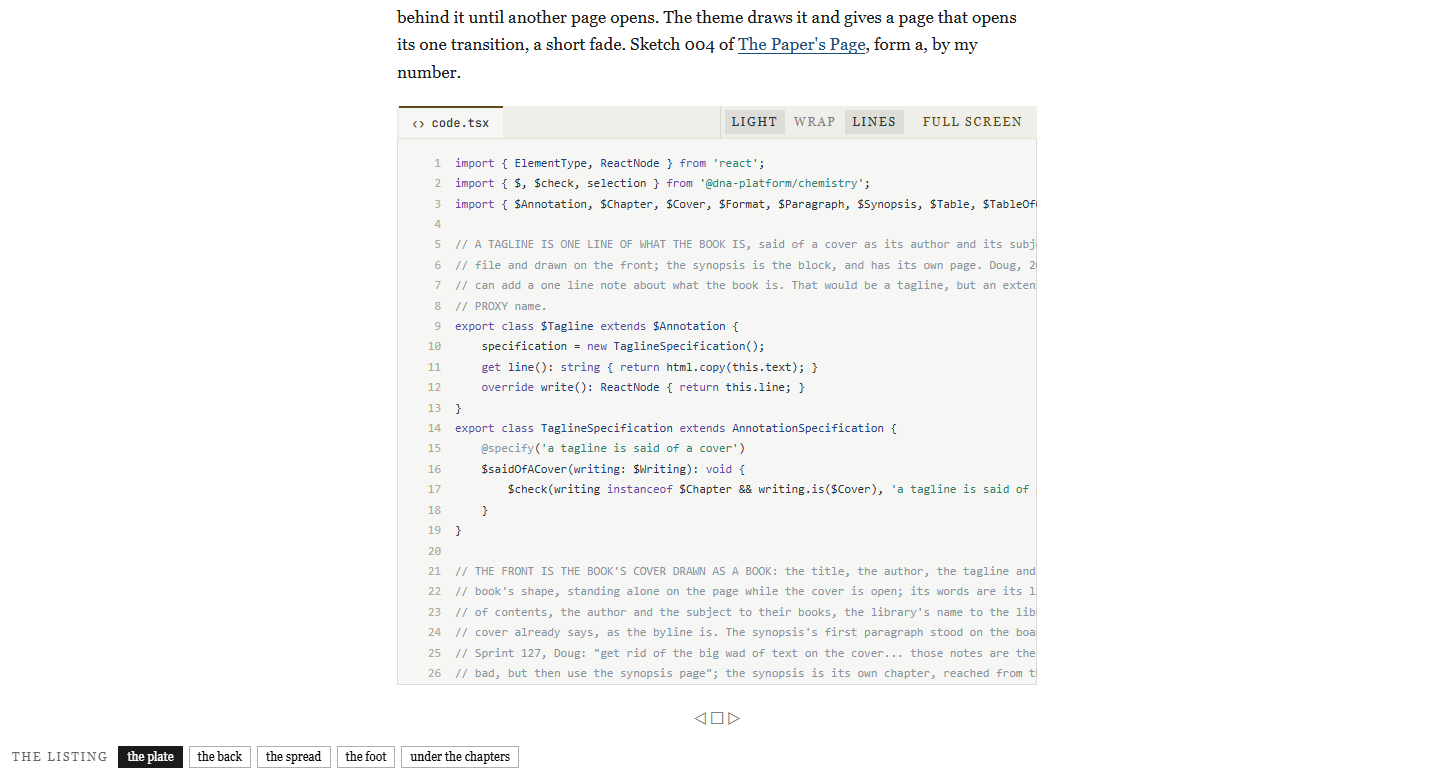 behind it until another page opens. The theme draws it and gives a page that opens
its one transition, a short fade. Sketch 004 of The Paper's Page, form a, by my
number.
<> code.tsx LIGHT WRAP LINES FULL SCREEN
1 import { ElementType, ReactNode } from 'react';
2 import { $, $check, selection } from '@dna-platform/chemistry';
3 import { $Annotation, $Chapter, $Cover, $Format, $Paragraph, $Synopsis, $Table, $TableOf
4
5 // A TAGLINE IS ONE LINE OF WHAT THE BOOK IS, said of a cover as its author and its subj
6 // file and drawn on the front; the synopsis is the block, and has its own page. Doug, 2
7 // can add a one line note about what the book is. That would be a tagline, but an exten
8 // PROXY name.
9 export class $Tagline extends $Annotation {
10 specification = new TaglineSpecification();
11 get line(): string { return html.copy(this.text); }
12 override write(): ReactNode { return this.line; }
13 }
14 export class TaglineSpecification extends AnnotationSpecification {
15 @specify('a tagline is said of a cover')
16 $saidOfACover(writing: $Writing): void {
17 $check(writing instanceof $Chapter && writing.is($Cover), 'a tagline is said of
18 }
19 }
20
21 // THE FRONT IS THE BOOK'S COVER DRAWN AS A BOOK: the title, the author, the tagline and
22 // book's shape, standing alone on the page while the cover is open; its words are its l
23 // of contents, the author and the subject to their books, the library's name to the lib
24 // cover already says, as the byline is. The synopsis's first paragraph stood on the boa
25 // Sprint 127, Doug: "get rid of the big wad of text on the cover... those notes are the
26 // bad, but then use the synopsis page"; the synopsis is its own chapter, reached from t
THE LISTING the plate the back the spread the foot under the chapters